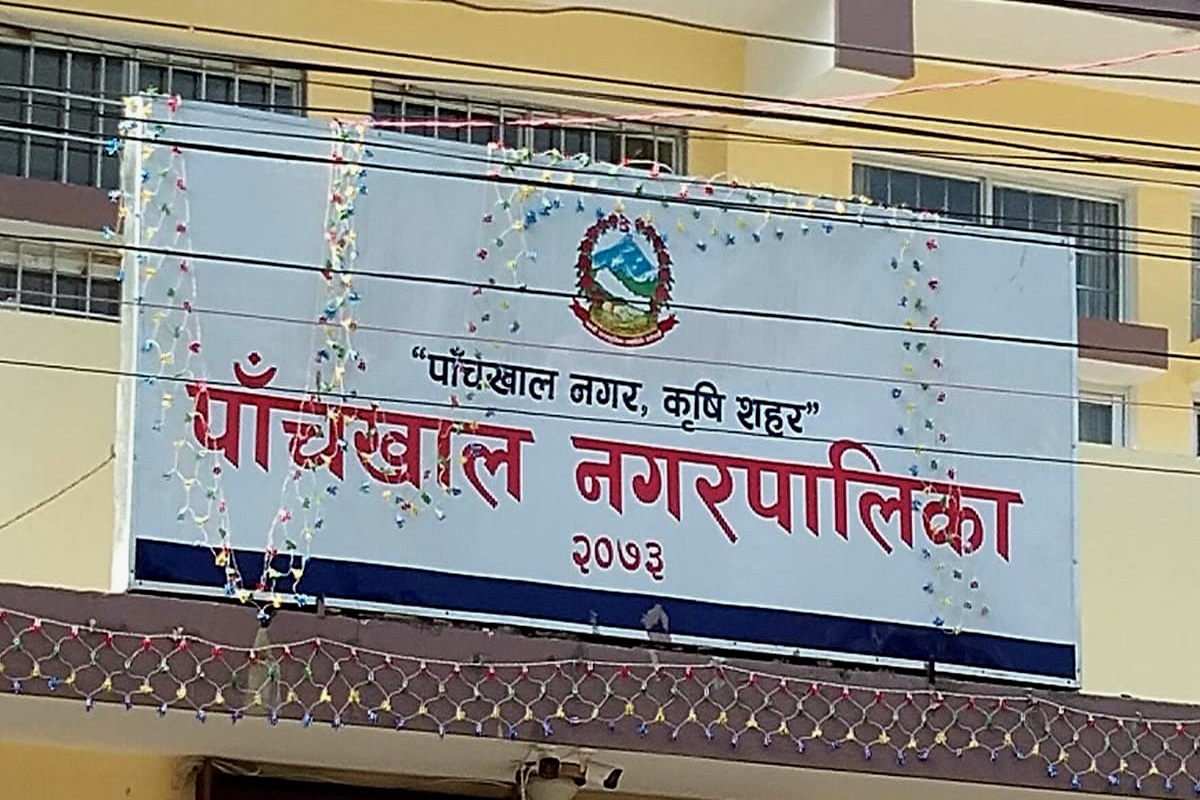 “पाँचखाल नगर, कृषि शहर”
पाँचखाल नगरपालिका
२०७३